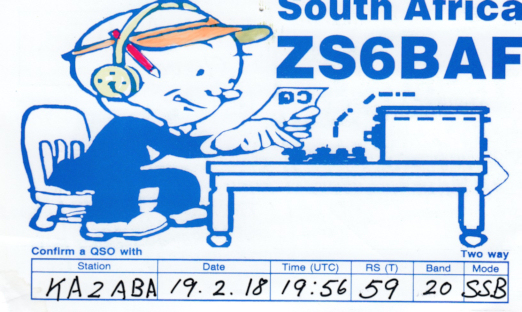 South Africa
ZS6BAF
CQ
Confirm a QSO with Two way
Station Date Time (UTC) RS (T) Band Mode
KA2ABA 19.2.18 19:56 59 20 SSB